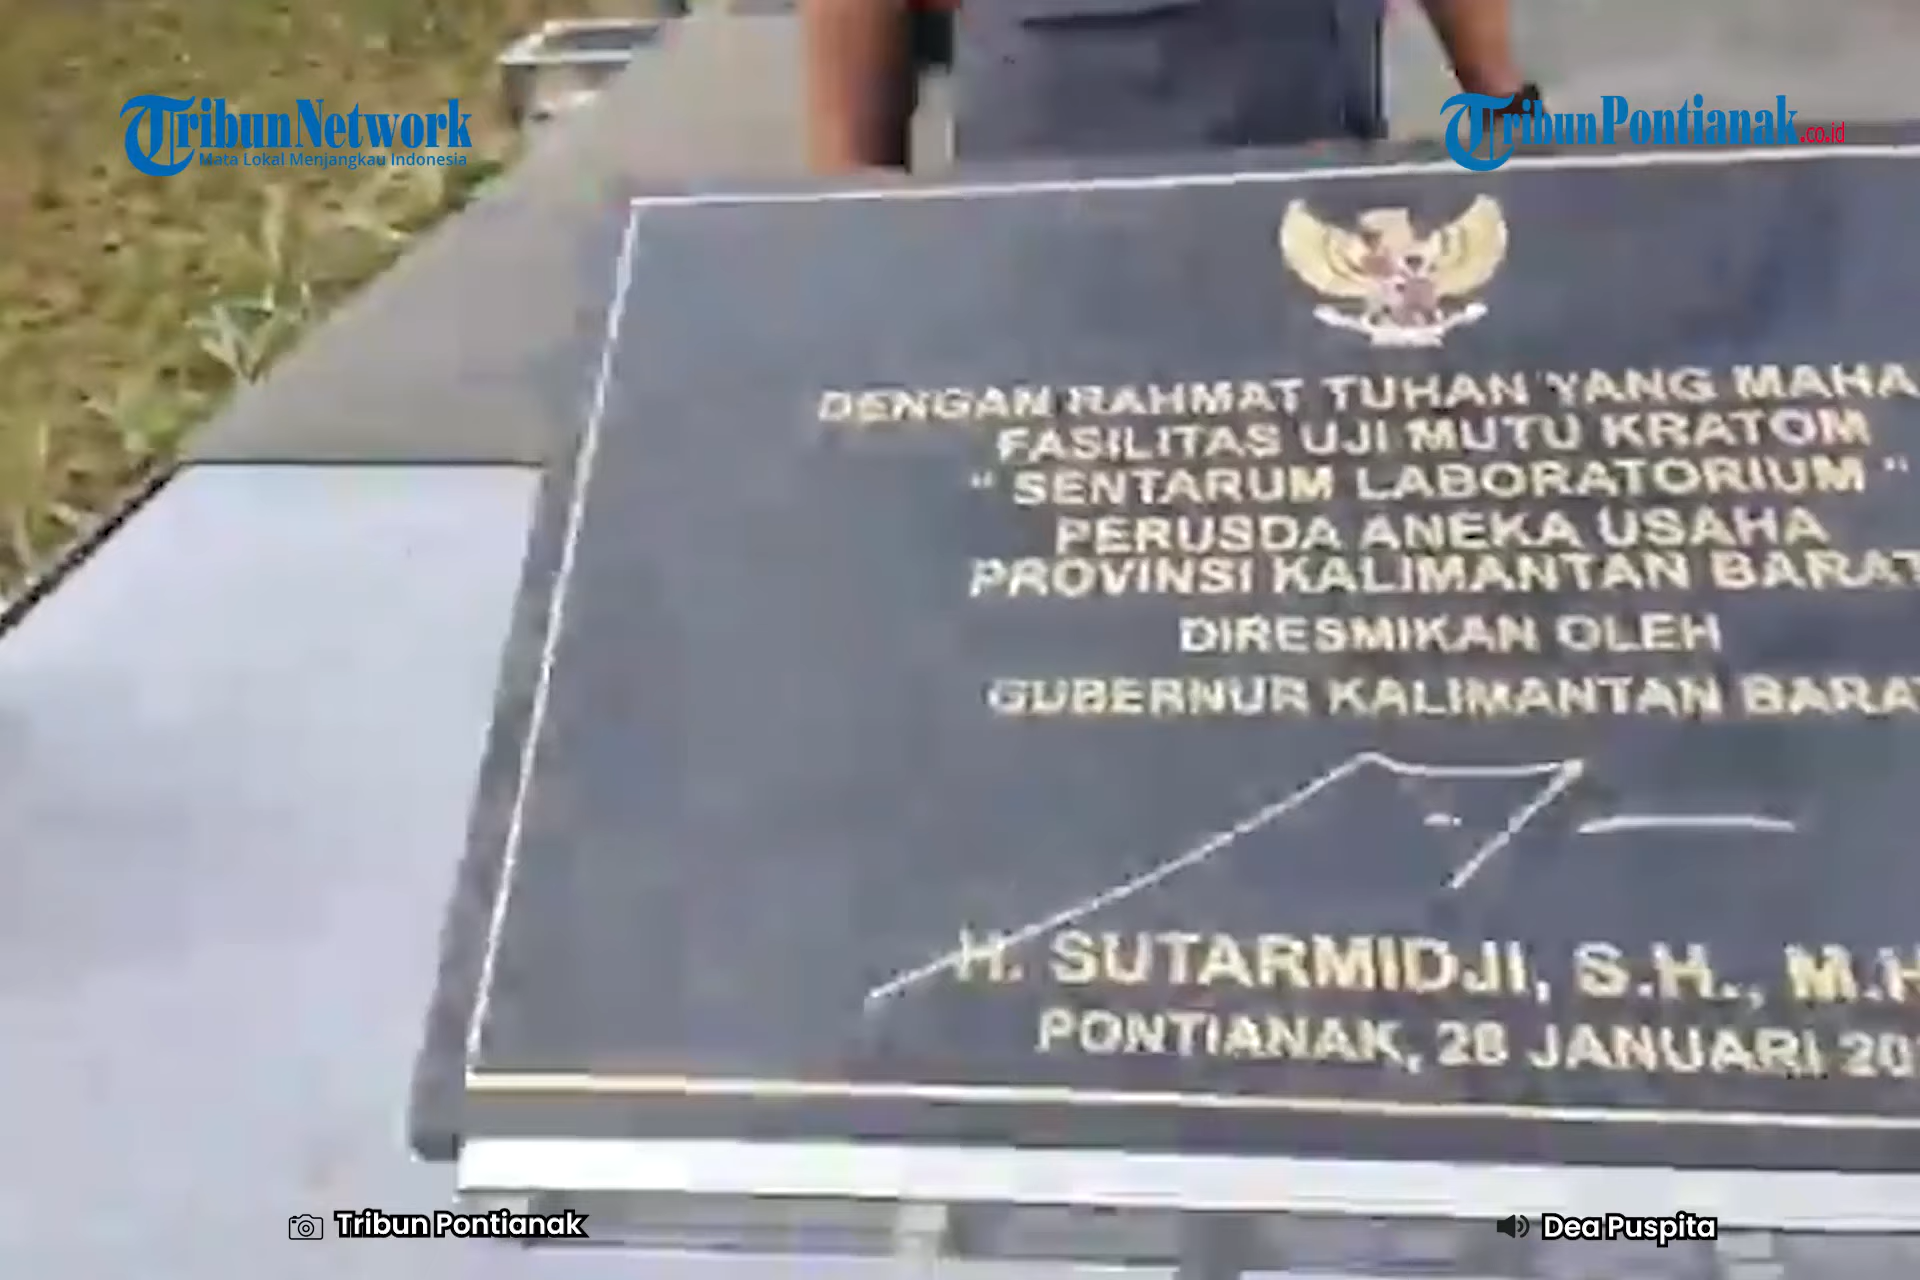 TribunNetwork
Mata Lokal Menjangkau Indonesia
TribunPontianak.co.id
DENGAN RAHMAT TUHAN YANG MAHA
FASILITAS UJI MUTU KRATOM
" SENTARUM LABORATORIUM "
PERUSDA ANEKA USAHA
PROVINSI KALIMANTAN BARAT
DIRESMIKAN OLEH
GUBERNUR KALIMANTAN BARAT
H. SUTARMIDJI, S.H., M.H
PONTIANAK, 28 JANUARI 20
Tribun Pontianak
Dea Puspita